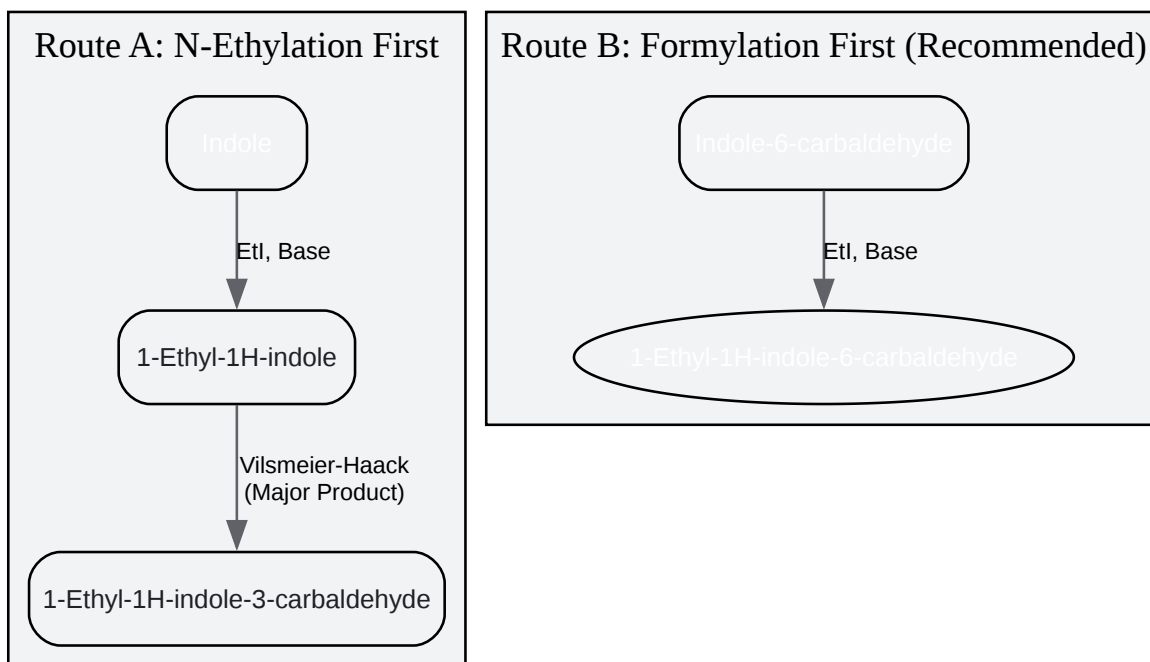 Route A: N-Ethylation First
Indole
EtI, Base
1-Ethyl-1H-indole
Vilsmeier-Haack
(Major Product)
1-Ethyl-1H-indole-3-carbaldehyde
Route B: Formylation First (Recommended)
Indole-6-carbaldehyde
EtI, Base
1-Ethyl-1H-indole-6-carbaldehyde